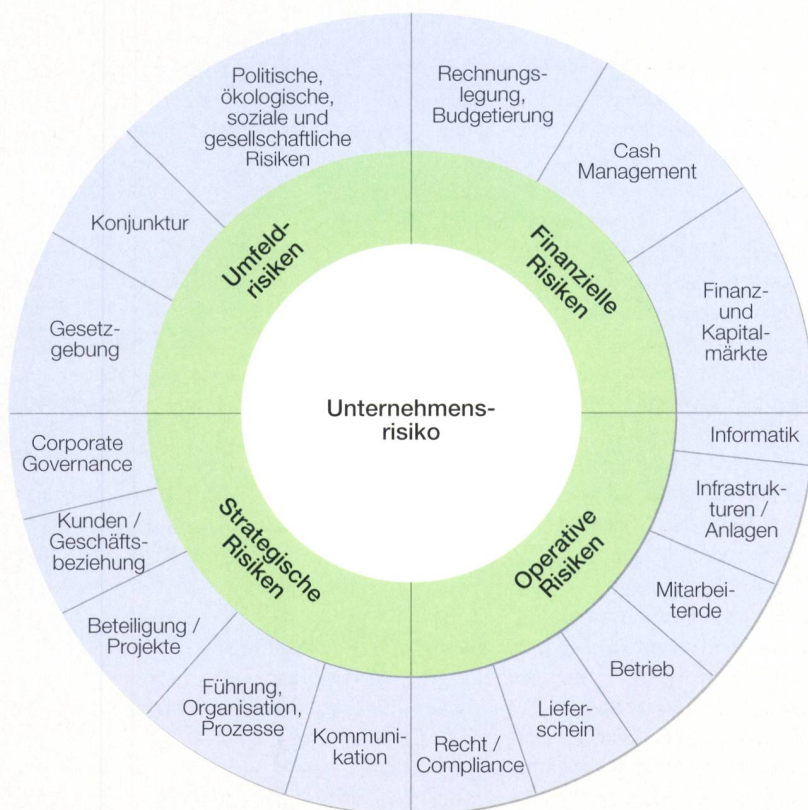 Politische,
ökologische,
soziale und
gesellschaftliche
Risiken
Rechnungs-
legung,
Budgetierung
Cash
Management
Finanz-
und
Kapital-
märkte
Informatik
Infrastruk-
turen /
Anlagen
Mitarbei-
tende
Betrieb
Liefer-
schein
Recht /
Compliance
Kommuni-
kation
Führung,
Organisation,
Prozesse
Beteiligung /
Projekte
Kunden /
Geschäfts-
beziehung
Corporate
Governance
Gesetz-
gebung
Konjunktur
Umfeld-
risiken
Finanzielle
Risiken
Operative
Risiken
Strategische
Risiken
Unternehmens-
risiko